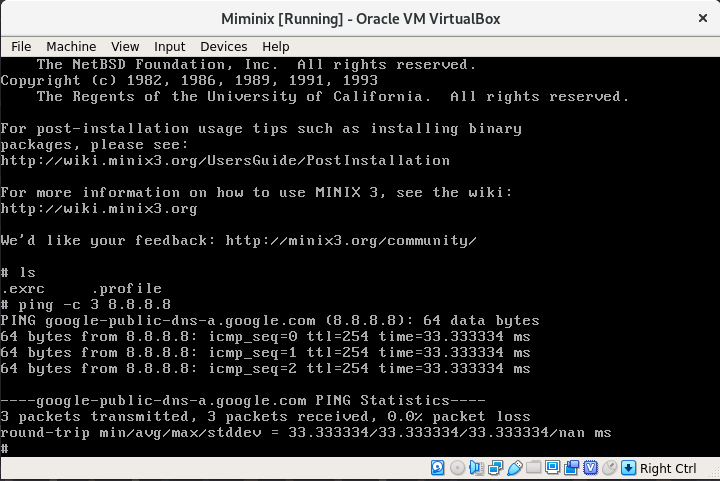 Miminix [Running] - Oracle VM VirtualBox
File Machine View Input Devices Help
The NetBSD Foundation, Inc.  All rights reserved.
Copyright (c) 1982, 1986, 1989, 1991, 1993
The Regents of the University of California.  All rights reserved.
For post-installation usage tips such as installing binary
packages, please see:
http://wiki.minix3.org/UsersGuide/PostInstallation
For more information on how to use MINIX 3, see the wiki:
http://wiki.minix3.org
We'd like your feedback: http://minix3.org/community/
# ls
.exrc     .profile
# ping -c 3 8.8.8.8
PING google-public-dns-a.google.com (8.8.8.8): 64 data bytes
64 bytes from 8.8.8.8: icmp_seq=0 ttl=254 time=33.333334 ms
64 bytes from 8.8.8.8: icmp_seq=1 ttl=254 time=33.333334 ms
64 bytes from 8.8.8.8: icmp_seq=2 ttl=254 time=33.333334 ms
----google-public-dns-a.google.com PING Statistics----
3 packets transmitted, 3 packets received, 0.0% packet loss
round-trip min/avg/max/stddev = 33.333334/33.333334/33.333334/nan ms
#
Right Ctrl